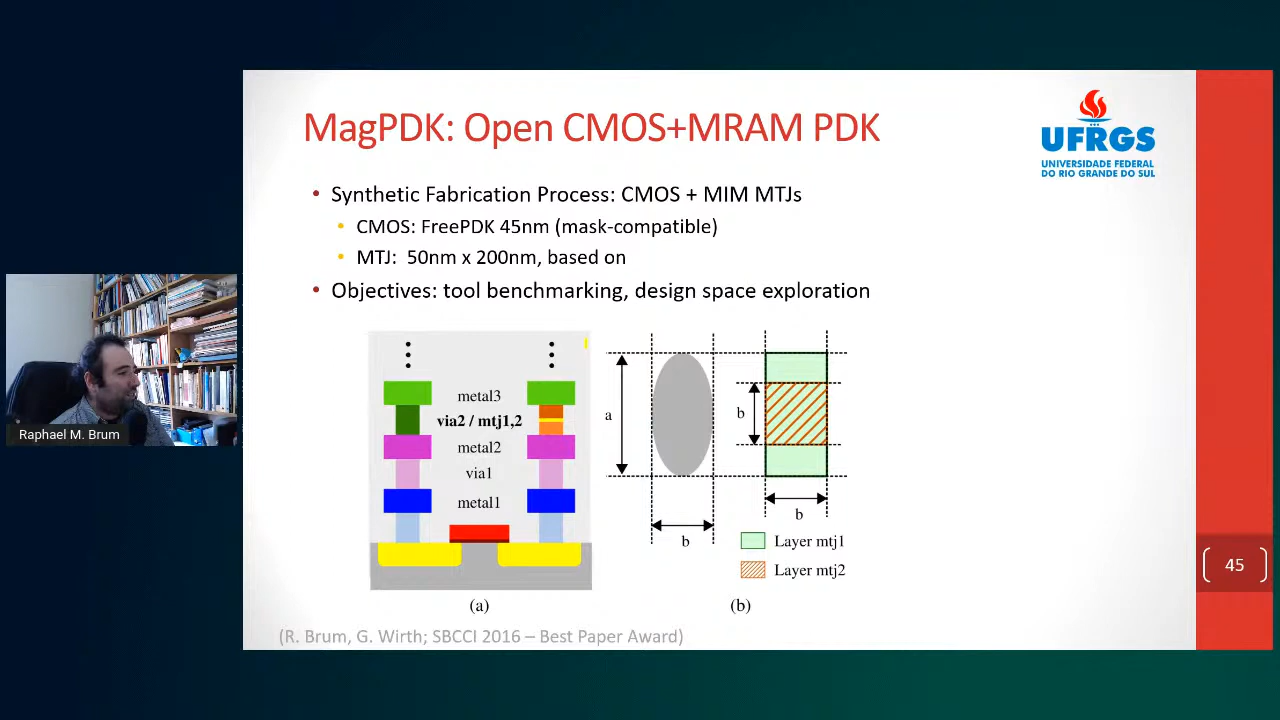 MagPDK: Open CMOS+MRAM PDK
UFRGS
UNIVERSIDADE FEDERAL
DO RIO GRANDE DO SUL
• Synthetic Fabrication Process: CMOS + MIM MTJs
• CMOS: FreePDK 45nm (mask-compatible)
• MTJ: 50nm x 200nm, based on
• Objectives: tool benchmarking, design space exploration
metal3
via2 / mtj1,2
metal2
via1
metal1
(a)
a
b
b
b
Layer mtj1
Layer mtj2
(b)
45
(R. Brum, G. Wirth; SBCCI 2016 – Best Paper Award)
Raphael M. Brum